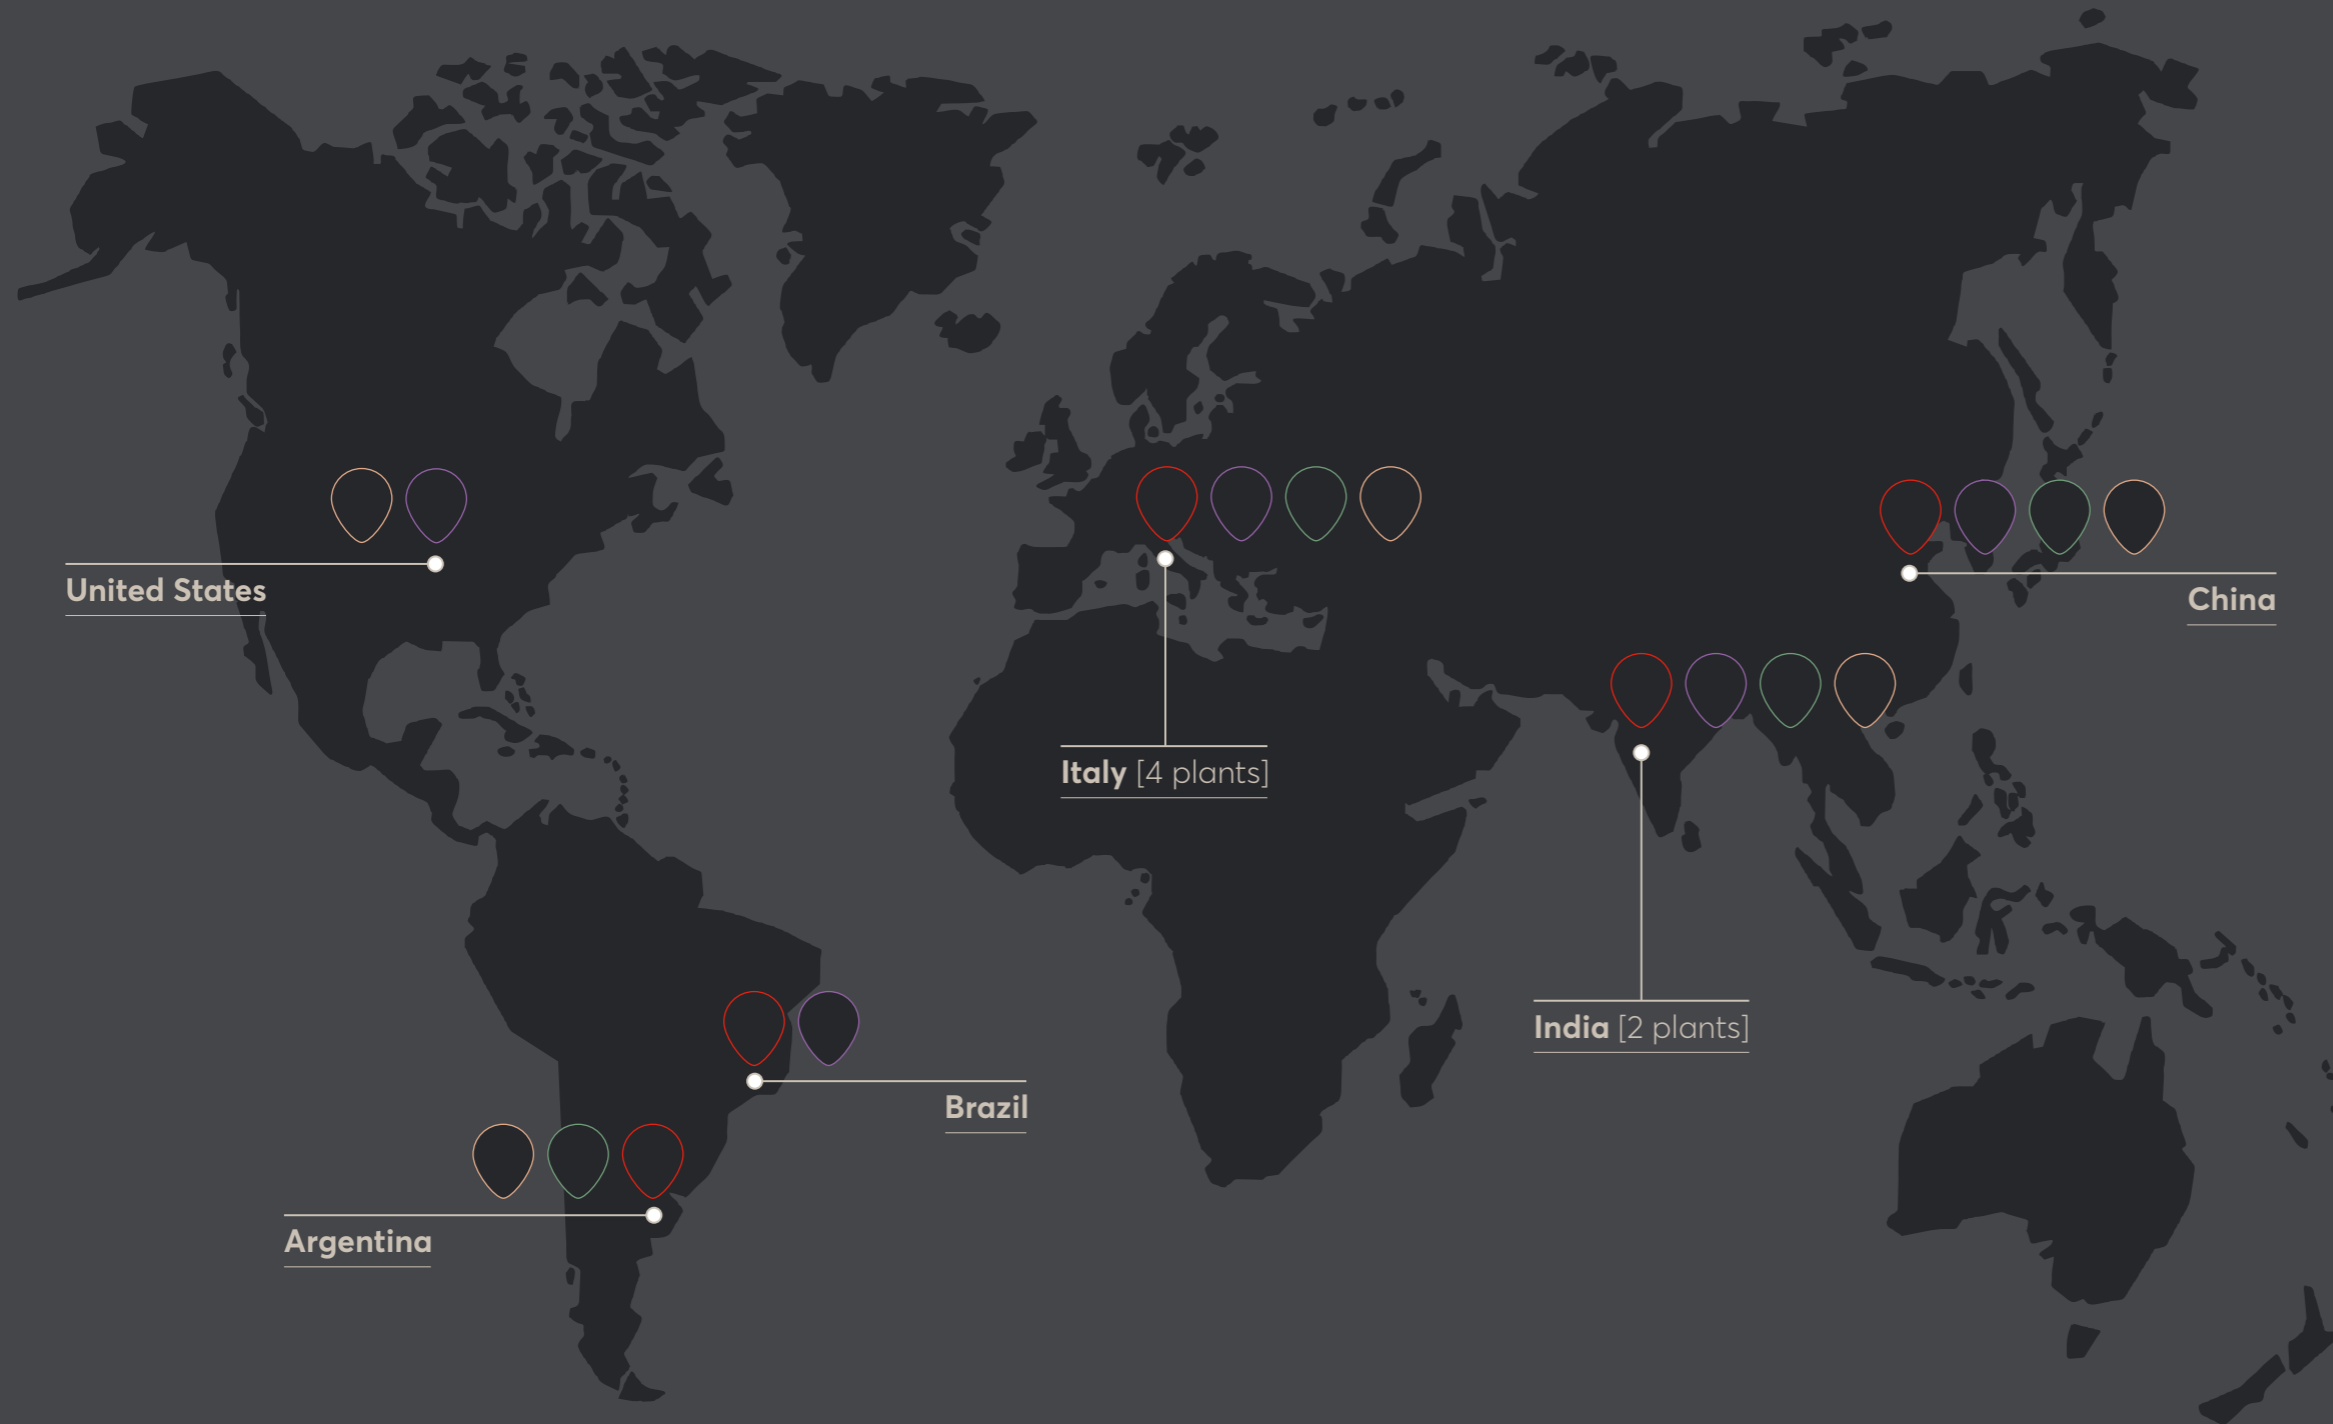 United States
China
Italy [4 plants]
India [2 plants]
Brazil
Argentina